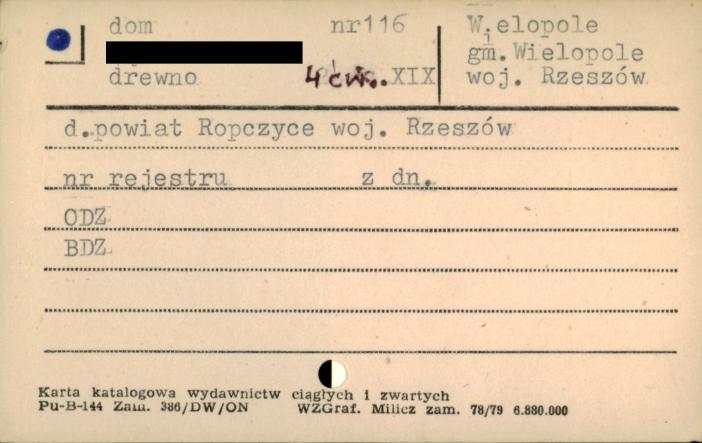 dom nr 116
drewno 4 ćw. XIX
Wielopole
gm. Wielopole
woj. Rzeszów
d.powiat Ropczyce woj. Rzeszów
nr rejestru z dn.
ODZ
BDZ
Karta katalogowa wydawnictw ciągłych i zwartych
Pu-B-144 Zam. 386/DW/ON WZGraf. Milicz zam. 78/79 6.880.000